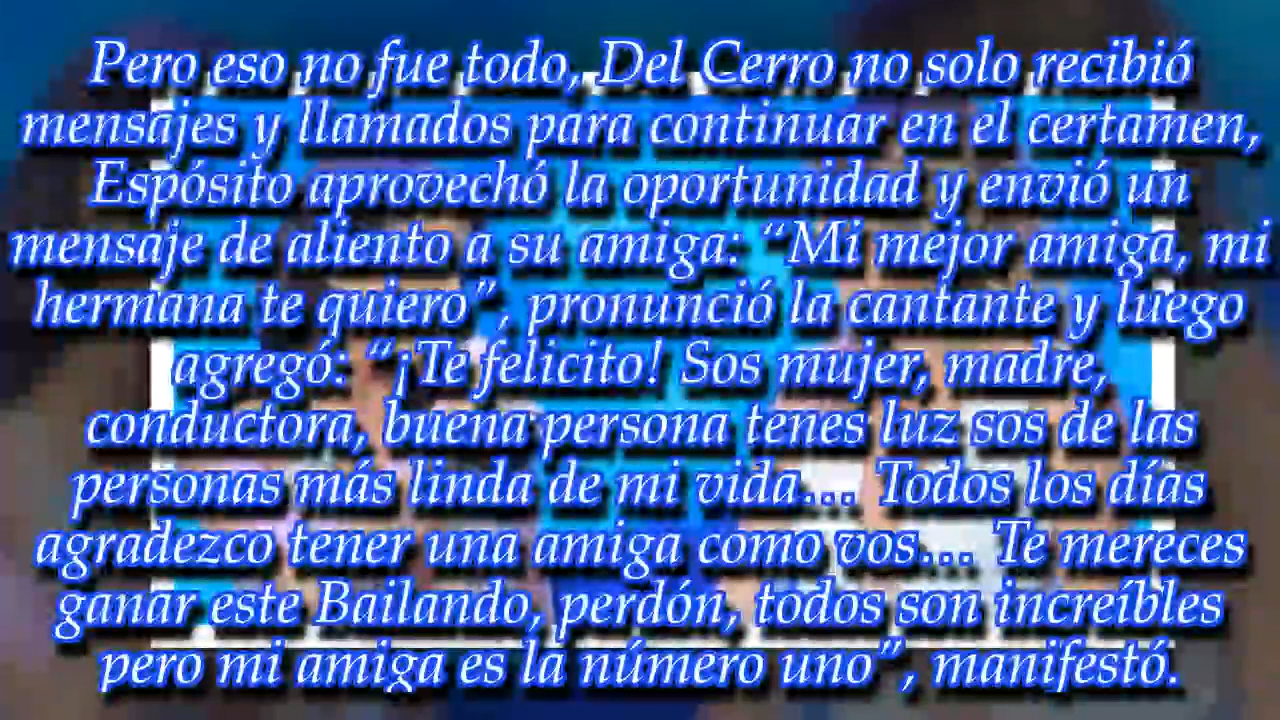 Pero eso no fue todo, Del Cerro no solo recibió
mensajes y llamados para continuar en el certamen,
Espósito aprovechó la oportunidad y envió un
mensaje de aliento a su amiga: “Mi mejor amiga, mi
hermana te quiero”, pronunció la cantante y luego
agregó: “¡Te felicito! Sos mujer, madre,
conductora, buena persona tenes luz sos de las
personas más linda de mi vida… Todos los días
agradezco tener una amiga como vos… Te mereces
ganar este Bailando, perdón, todos son increíbles
pero mi amiga es la número uno”, manifestó.